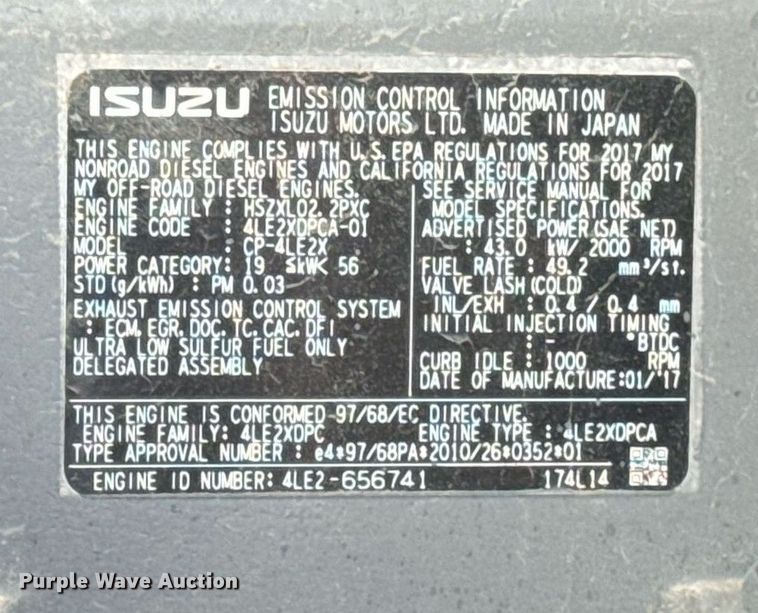 ISUZU EMISSION CONTROL INFORMATION
ISUZU MOTORS LTD. MADE IN JAPAN
THIS ENGINE COMPLIES WITH U.S. EPA REGULATIONS FOR 2017 MY
NONROAD DIESEL ENGINES AND CALIFORNIA REGULATIONS FOR 2017
MY OFF-ROAD DIESEL ENGINES.
ENGINE FAMILY : HSZXL02.2PXC
ENGINE CODE : 4LE2XDPCA-01
MODEL : CP-4LE2X
POWER CATEGORY: 19 ≤kW< 56
STD (g/kWh) : PM 0.03
EXHAUST EMISSION CONTROL SYSTEM
: ECM, EGR, DOC, TC, CAC, DFI
ULTRA LOW SULFUR FUEL ONLY
DELEGATED ASSEMBLY
SEE SERVICE MANUAL FOR
MODEL SPECIFICATIONS.
ADVERTISED POWER(SAE NET)
: 43.0 kW/ 2000 RPM
FUEL RATE : 49.2 mm³/st.
VALVE LASH(COLD)
INL/EXH : 0.4 / 0.4 mm
INITIAL INJECTION TIMING
: - °BTDC
CURB IDLE : 1000 RPM
DATE OF MANUFACTURE:01/'17
THIS ENGINE IS CONFORMED 97/68/EC DIRECTIVE.
ENGINE FAMILY: 4LE2XDPC ENGINE TYPE : 4LE2XDPCA
TYPE APPROVAL NUMBER : e4*97/68PA*2010/26*0352*01
ENGINE ID NUMBER: 4LE2-656741 174L14
Purple Wave Auction